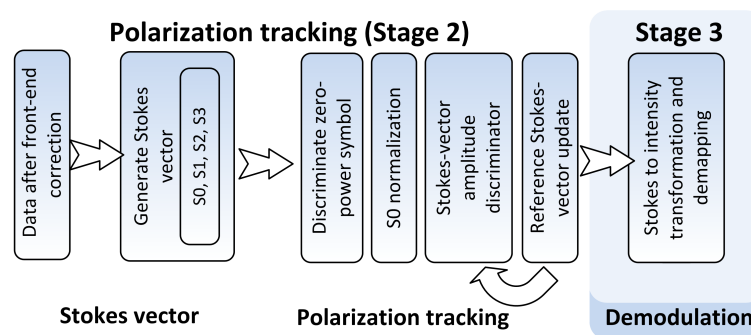 Polarization tracking (Stage 2)
Stage 3
Data after front-end
correction
Generate Stokes
vector
S0, S1, S2, S3
Discriminate zero-
power symbol
S0 normalization
Stokes-vector
amplitude
discriminator
Reference Stokes-
vector update
Stokes to intensity
transformation and
demapping
Stokes vector
Polarization tracking
Demodulation